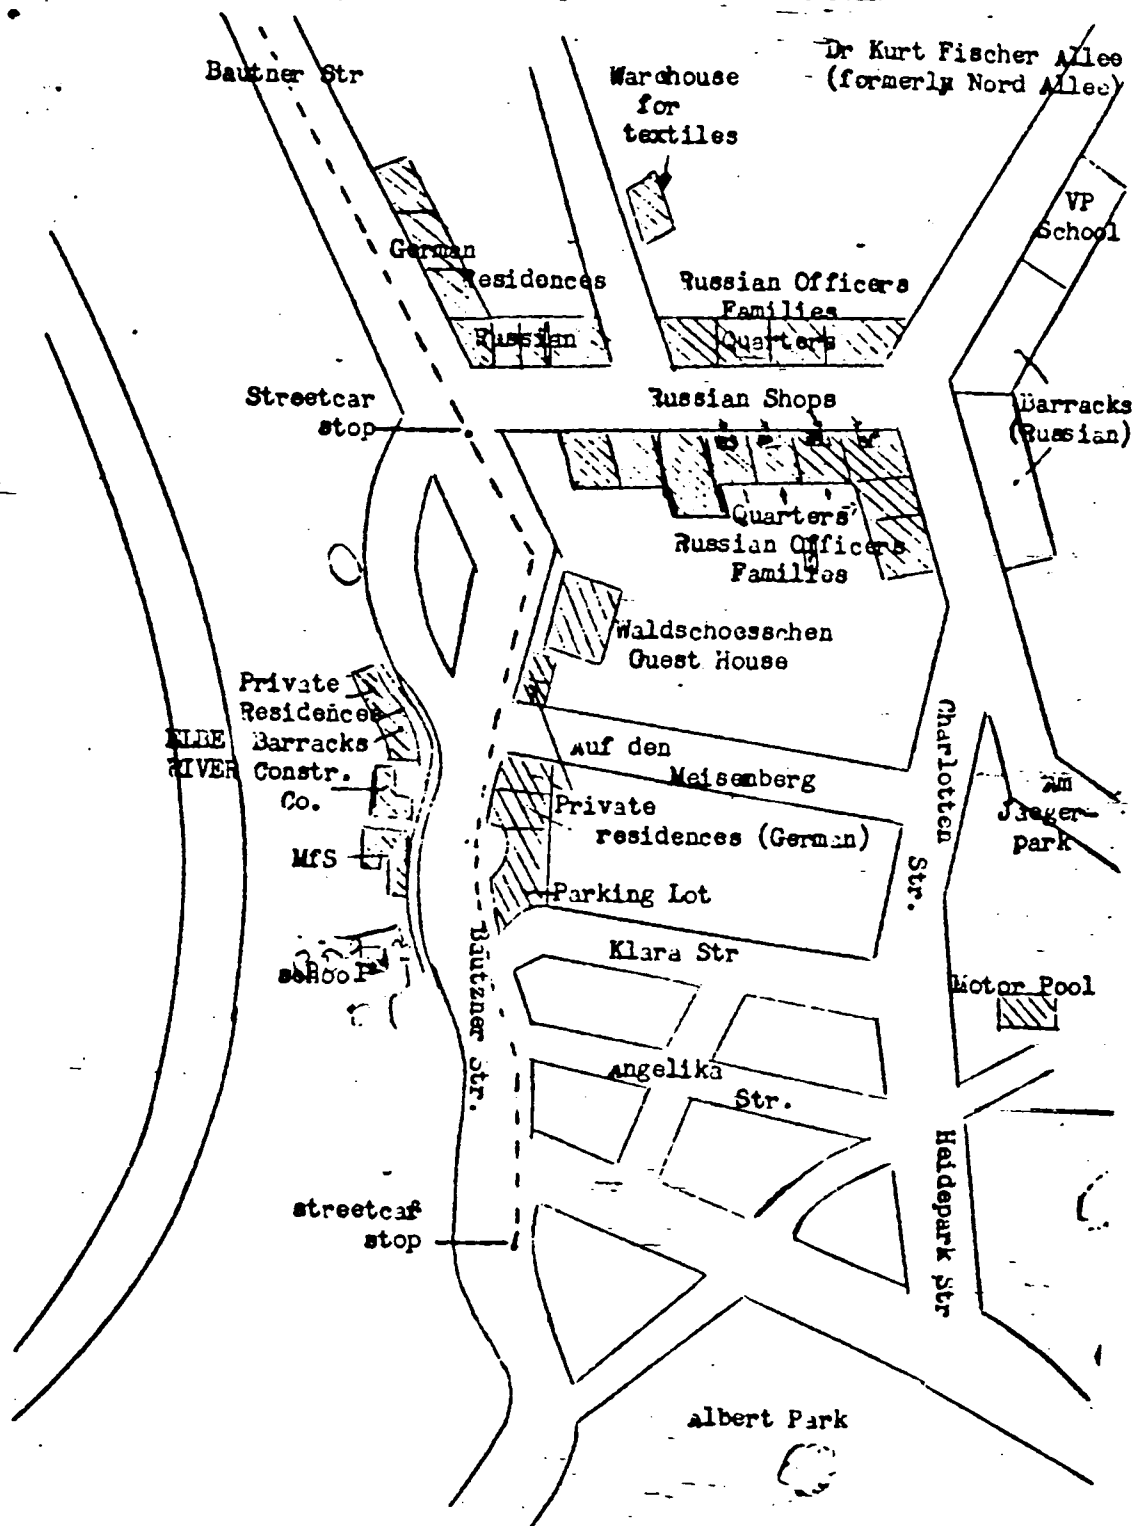 Dr Kurt Fischer Allee
(formerly Nord Allee)
Bautner Str
Warehouse
for
textiles
VP
School
German
Residences
Russian
Russian Officers
Families
Quarters
Streetcar
stop
Russian Shops
Barracks
(Russian)
Quarters
Russian Officers
Families
Waldschoesschen
Guest House
Private
Residences
ELBE
RIVER
Barracks
Constr.
Co.
MfS
school
Auf den
Meisenberg
Private
residences (German)
Parking Lot
Charlotten
Str.
Am
Jaeger-
park
Klara Str
Bautzner Str.
Motor Pool
Angelika
Str.
Heidepark Str
streetcar
stop
Albert Park